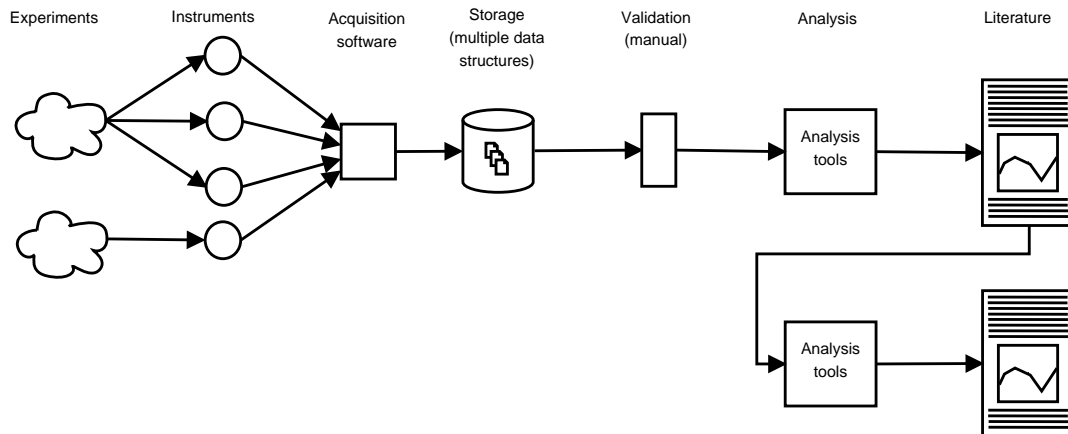 Experiments
Instruments
Acquisition
software
Storage
(multiple data
structures)
Validation
(manual)
Analysis
Literature
Analysis
tools
Analysis
tools